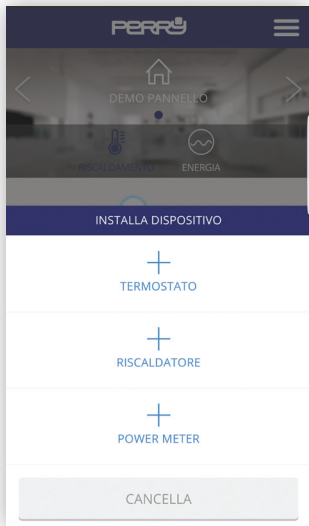 PERRY
DEMO PANNELLO
RISCALDAMENTO
ENERGIA
INSTALLA DISPOSITIVO
TERMOSTATO
RISCALDATORE
POWER METER
CANCELLA